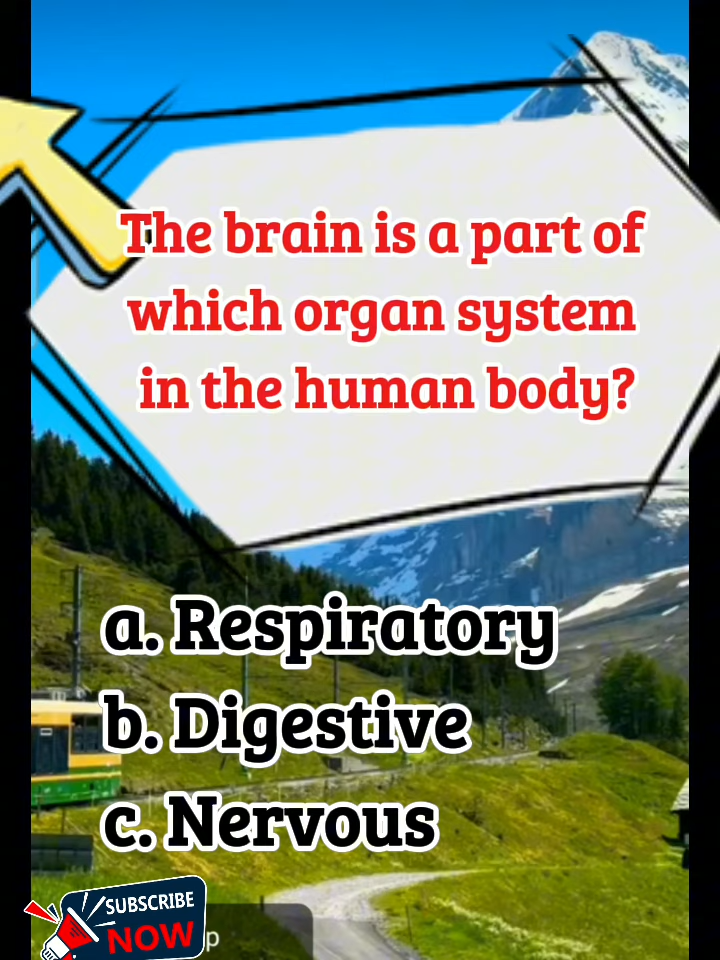 The brain is a part of
which organ system
in the human body?
a. Respiratory
b. Digestive
c. Nervous
SUBSCRIBE
NOW